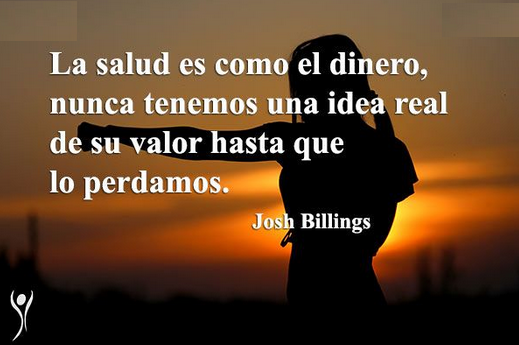 La salud es como el dinero,
nunca tenemos una idea real
de su valor hasta que
lo perdamos.
Josh Billings